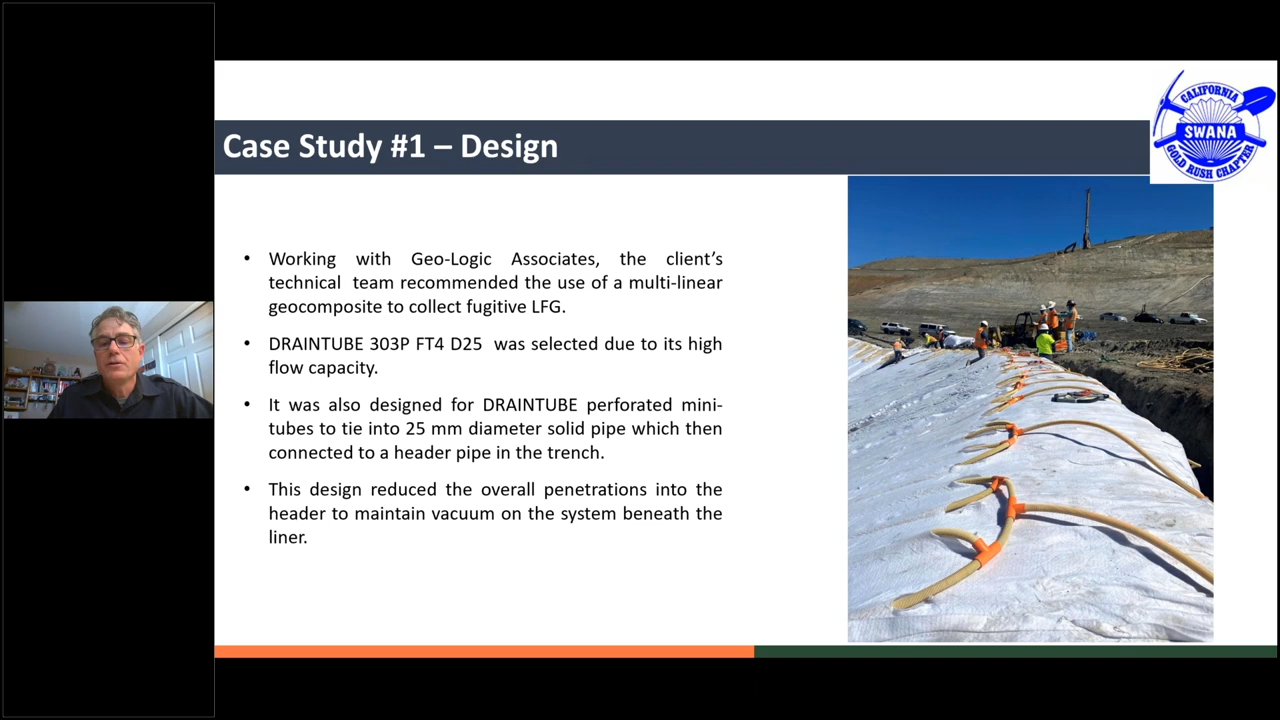 Case Study #1 – Design
CALIFORNIA
SWANA
GOLD RUSH CHAPTER
• Working with Geo-Logic Associates, the client's
technical team recommended the use of a multi-linear
geocomposite to collect fugitive LFG.
• DRAINTUBE 303P FT4 D25 was selected due to its high
flow capacity.
• It was also designed for DRAINTUBE perforated mini-
tubes to tie into 25 mm diameter solid pipe which then
connected to a header pipe in the trench.
• This design reduced the overall penetrations into the
header to maintain vacuum on the system beneath the
liner.